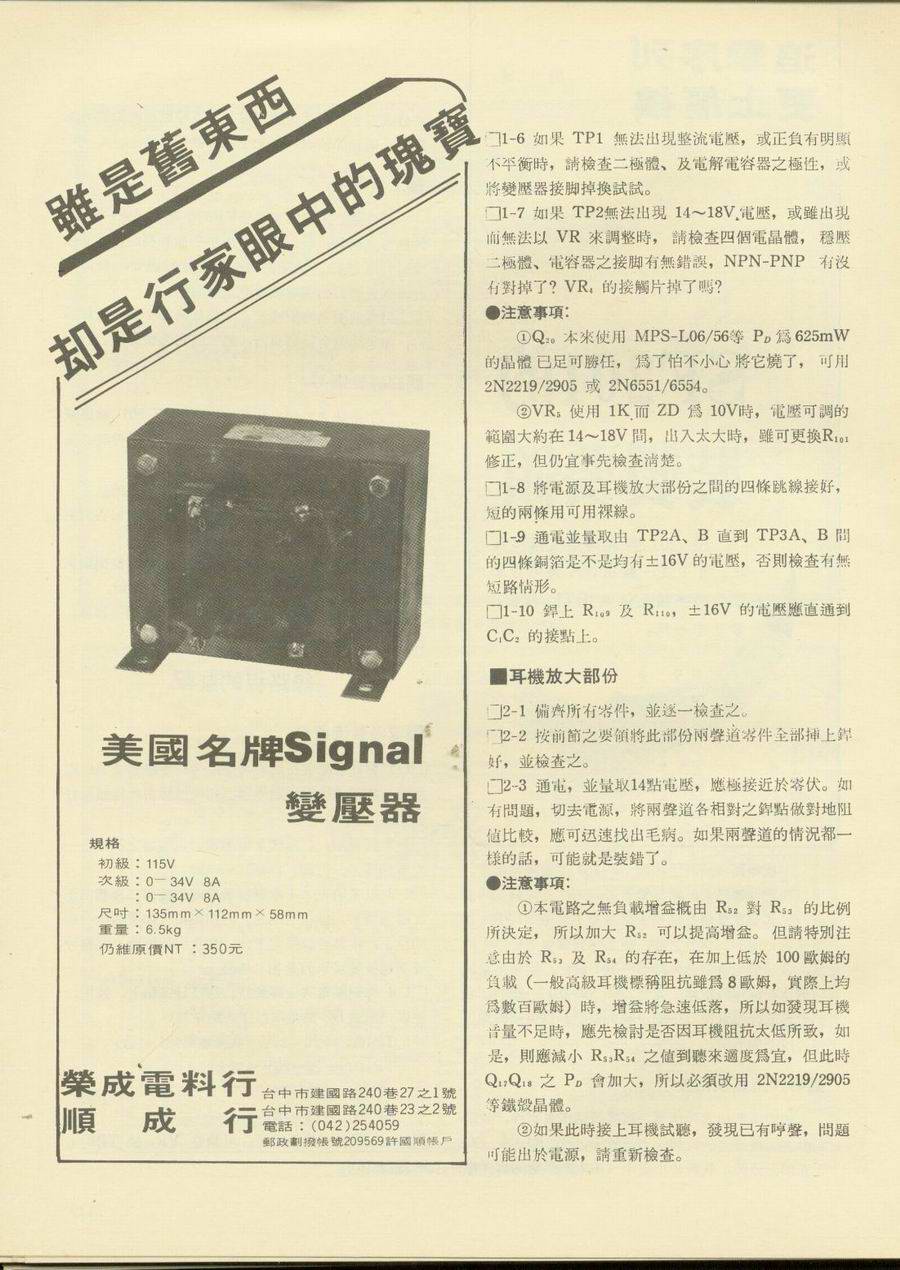 雖是舊東西
却是行家眼中的瑰寶
美國名牌Signal
變壓器
規格
初級：115V
次級：0—34V 8A
：0—34V 8A
尺吋：135mm×112mm×58mm
重量：6.5kg
仍維原價NT：350元
榮成電料行 台中市建國路240巷27之1號
順成行 台中市建國路240巷23之2號
電話：(042)254059
郵政劃撥帳號209569許國順帳戶
□1-6 如果 TP1 無法出現整流電壓，或正負有明顯
不平衡時，請檢查二極體、及電解電容器之極性，或
將變壓器接脚掉換試試。
□1-7 如果 TP2無法出現 14～18V電壓，或雖出現
而無法以 VR 來調整時，請檢查四個電晶體，穩壓
二極體、電容器之接脚有無錯誤，NPN-PNP 有沒
有對掉了？VR₄ 的接觸片掉了嗎？
●注意事項：
①Q₂₀ 本來使用 MPS-L06/56等 P_D 爲 625mW
的晶體已足可勝任，爲了怕不小心將它燒了，可用
2N2219/2905 或 2N6551/6554。
②VR₅ 使用 1K 而 ZD 爲 10V時，電壓可調的
範圍大約在14～18V間，出入太大時，雖可更換R₁₀₁
修正，但仍宜事先檢查淸楚。
□1-8 將電源及耳機放大部份之間的四條跳線接好，
短的兩條用可用裸線。
□1-9 通電並量取由 TP2A、B 直到 TP3A、B 間
的四條銅箔是不是均有±16V的電壓，否則檢查有無
短路情形。
□1-10 銲上 R₁₀₉ 及 R₁₁₀，±16V 的電壓應直通到
C₁C₂ 的接點上。
■耳機放大部份
□2-1 備齊所有零件，並逐一檢查之。
□2-2 按前節之要領將此部份兩聲道零件全部挿上銲
好，並檢查之。
□2-3 通電，並量取14點電壓，應極接近於零伏。如
有問題，切去電源，將兩聲道各相對之銲點做對地阻
値比較，應可迅速找出毛病。如果兩聲道的情況都一
樣的話，可能就是裝錯了。
●注意事項：
①本電路之無負載增益概由 R₅₂ 對 R₅₃ 的比例
所決定，所以加大 R₅₂ 可以提高增益。但請特別注
意由於 R₅₃ 及 R₅₄ 的存在，在加上低於 100 歐姆的
負載（一般高級耳機標稱阻抗雖爲8歐姆，實際上均
爲數百歐姆）時，增益將急速低落，所以如發現耳機
音量不足時，應先檢討是否因耳機阻抗太低所致，如
是，則應減小 R₅₃R₅₄ 之値到聽來適度爲宜，但此時
Q₁₇Q₁₈ 之 P_D 會加大，所以必須改用 2N2219/2905
等鐵殼晶體。
②如果此時接上耳機試聽，發現已有哼聲，問題
可能出於電源，請重新檢查。